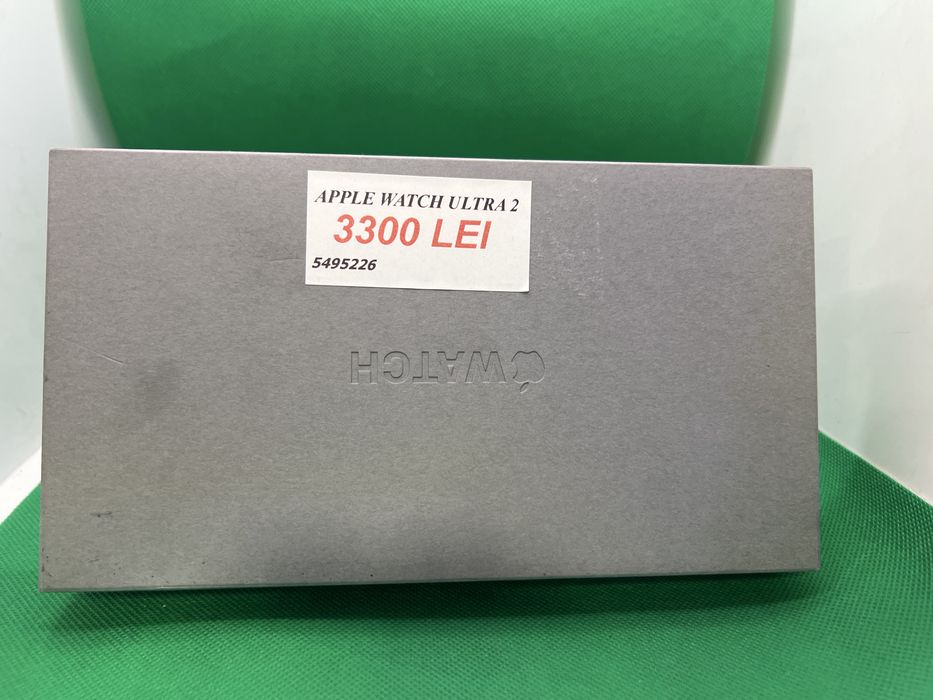 APPLE WATCH ULTRA 2
3300 LEI
5495226
WATCH